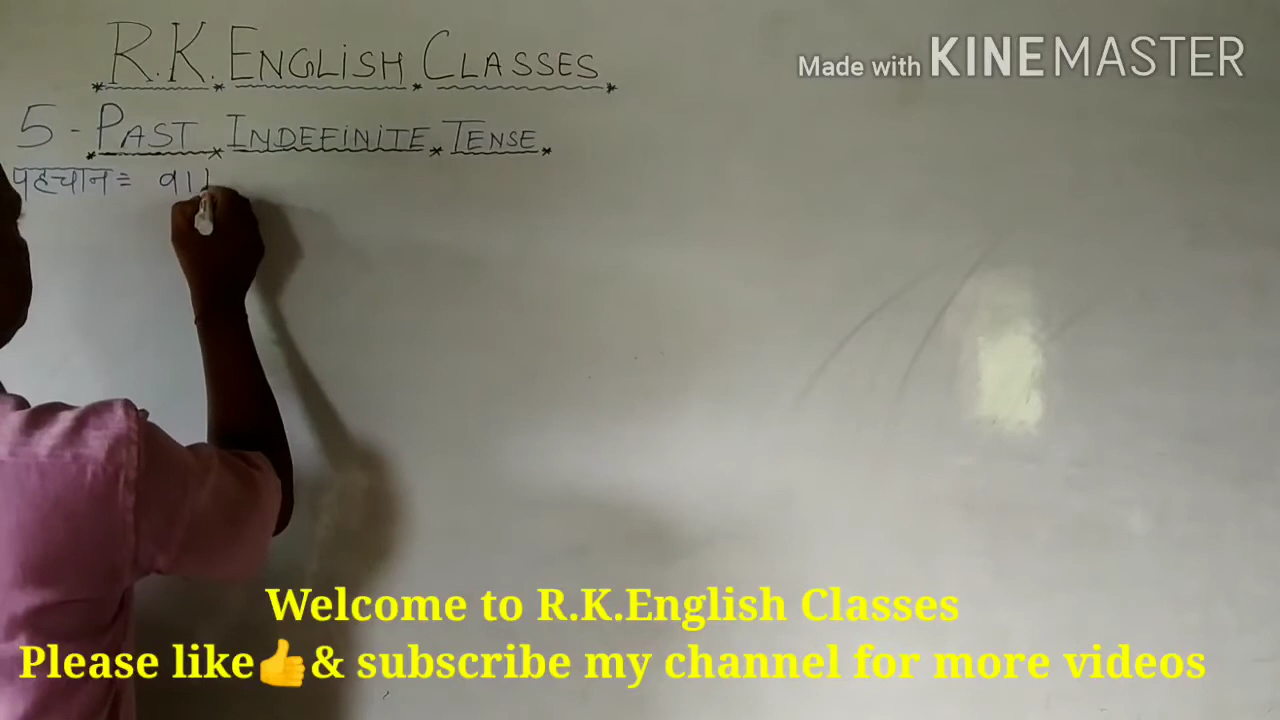 R.K. ENGLISH CLASSES
Made with KINEMASTER
5 - PAST INDEFINITE TENSE
पहचान =
Welcome to R.K.English Classes
Please like👍& subscribe my channel for more videos